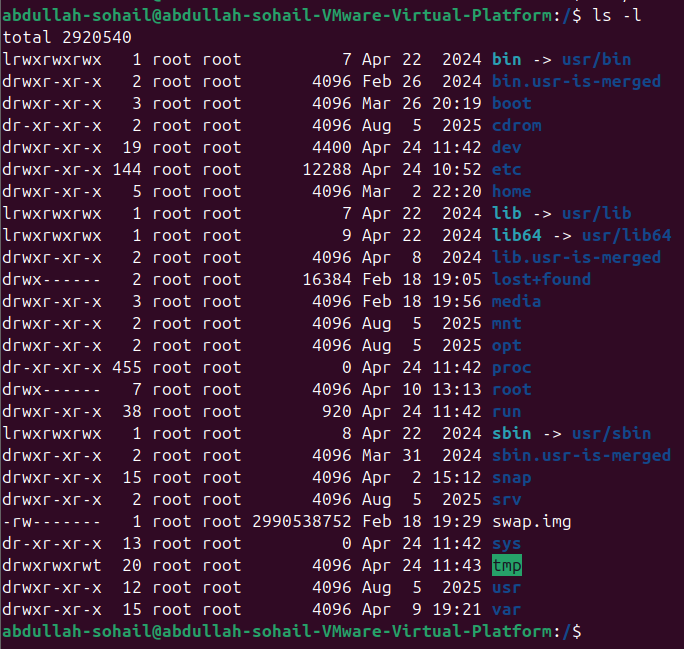 abdullah-sohail@abdullah-sohail-VMware-Virtual-Platform:/$ ls -l
total 2920540
lrwxrwxrwx   1 root root          7 Apr 22  2024 bin -> usr/bin
drwxr-xr-x   2 root root       4096 Feb 26  2024 bin.usr-is-merged
drwxr-xr-x   3 root root       4096 Mar 26 20:19 boot
dr-xr-xr-x   2 root root       4096 Aug  5  2025 cdrom
drwxr-xr-x  19 root root       4400 Apr 24 11:42 dev
drwxr-xr-x 144 root root      12288 Apr 24 10:52 etc
drwxr-xr-x   5 root root       4096 Mar  2 22:20 home
lrwxrwxrwx   1 root root          7 Apr 22  2024 lib -> usr/lib
lrwxrwxrwx   1 root root          9 Apr 22  2024 lib64 -> usr/lib64
drwxr-xr-x   2 root root       4096 Apr  8  2024 lib.usr-is-merged
drwx------   2 root root      16384 Feb 18 19:05 lost+found
drwxr-xr-x   3 root root       4096 Feb 18 19:56 media
drwxr-xr-x   2 root root       4096 Aug  5  2025 mnt
drwxr-xr-x   2 root root       4096 Aug  5  2025 opt
dr-xr-xr-x 455 root root          0 Apr 24 11:42 proc
drwx------   7 root root       4096 Apr 10 13:13 root
drwxr-xr-x  38 root root        920 Apr 24 11:42 run
lrwxrwxrwx   1 root root          8 Apr 22  2024 sbin -> usr/sbin
drwxr-xr-x   2 root root       4096 Mar 31  2024 sbin.usr-is-merged
drwxr-xr-x  15 root root       4096 Apr  2 15:12 snap
drwxr-xr-x   2 root root       4096 Aug  5  2025 srv
-rw-------   1 root root 2990538752 Feb 18 19:29 swap.img
dr-xr-xr-x  13 root root          0 Apr 24 11:42 sys
drwxrwxrwt  20 root root       4096 Apr 24 11:43 tmp
drwxr-xr-x  12 root root       4096 Aug  5  2025 usr
drwxr-xr-x  15 root root       4096 Apr  9 19:21 var
abdullah-sohail@abdullah-sohail-VMware-Virtual-Platform:/$